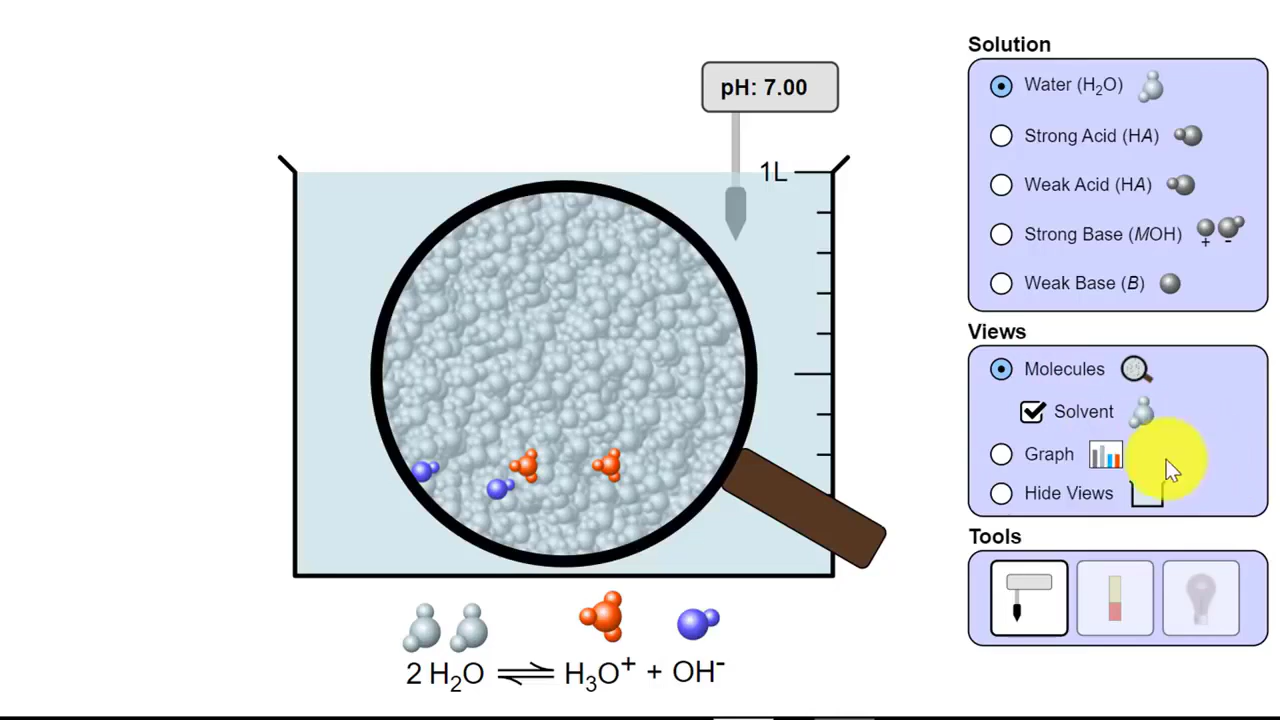 pH: 7.00
1L
2 H₂O ⇌ H₃O⁺ + OH⁻
Solution
Water (H₂O)
Strong Acid (HA)
Weak Acid (HA)
Strong Base (MOH)
+ -
Weak Base (B)
Views
Molecules
Solvent
Graph
Hide Views
Tools